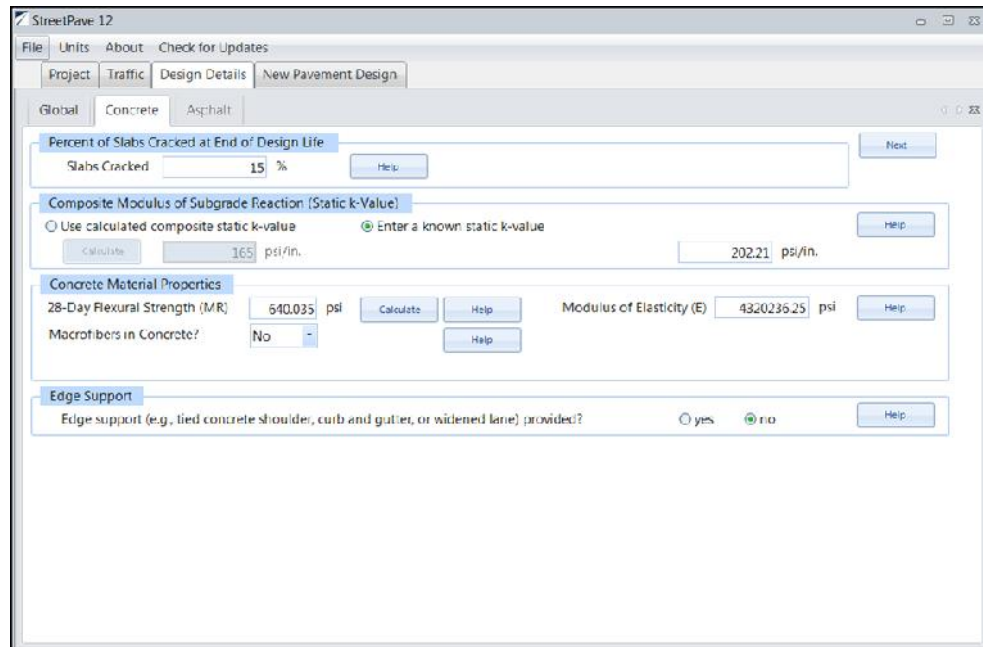 StreetPave 12
File Units About Check for Updates
Project Traffic Design Details New Pavement Design
Global Concrete Asphalt
Percent of Slabs Cracked at End of Design Life
Next
Slabs Cracked 15 % Help
Composite Modulus of Subgrade Reaction (Static k-Value)
Use calculated composite static k-value Enter a known static k-value Help
Calculate 165 psi/in. 202.21 psi/in.
Concrete Material Properties
28-Day Flexural Strength (MR) 640.035 psi Calculate Help Modulus of Elasticity (E) 4320236.25 psi Help
Macrofibers in Concrete? No Help
Edge Support
Edge support (e.g., tied concrete shoulder, curb and gutter, or widened lane) provided? yes no Help